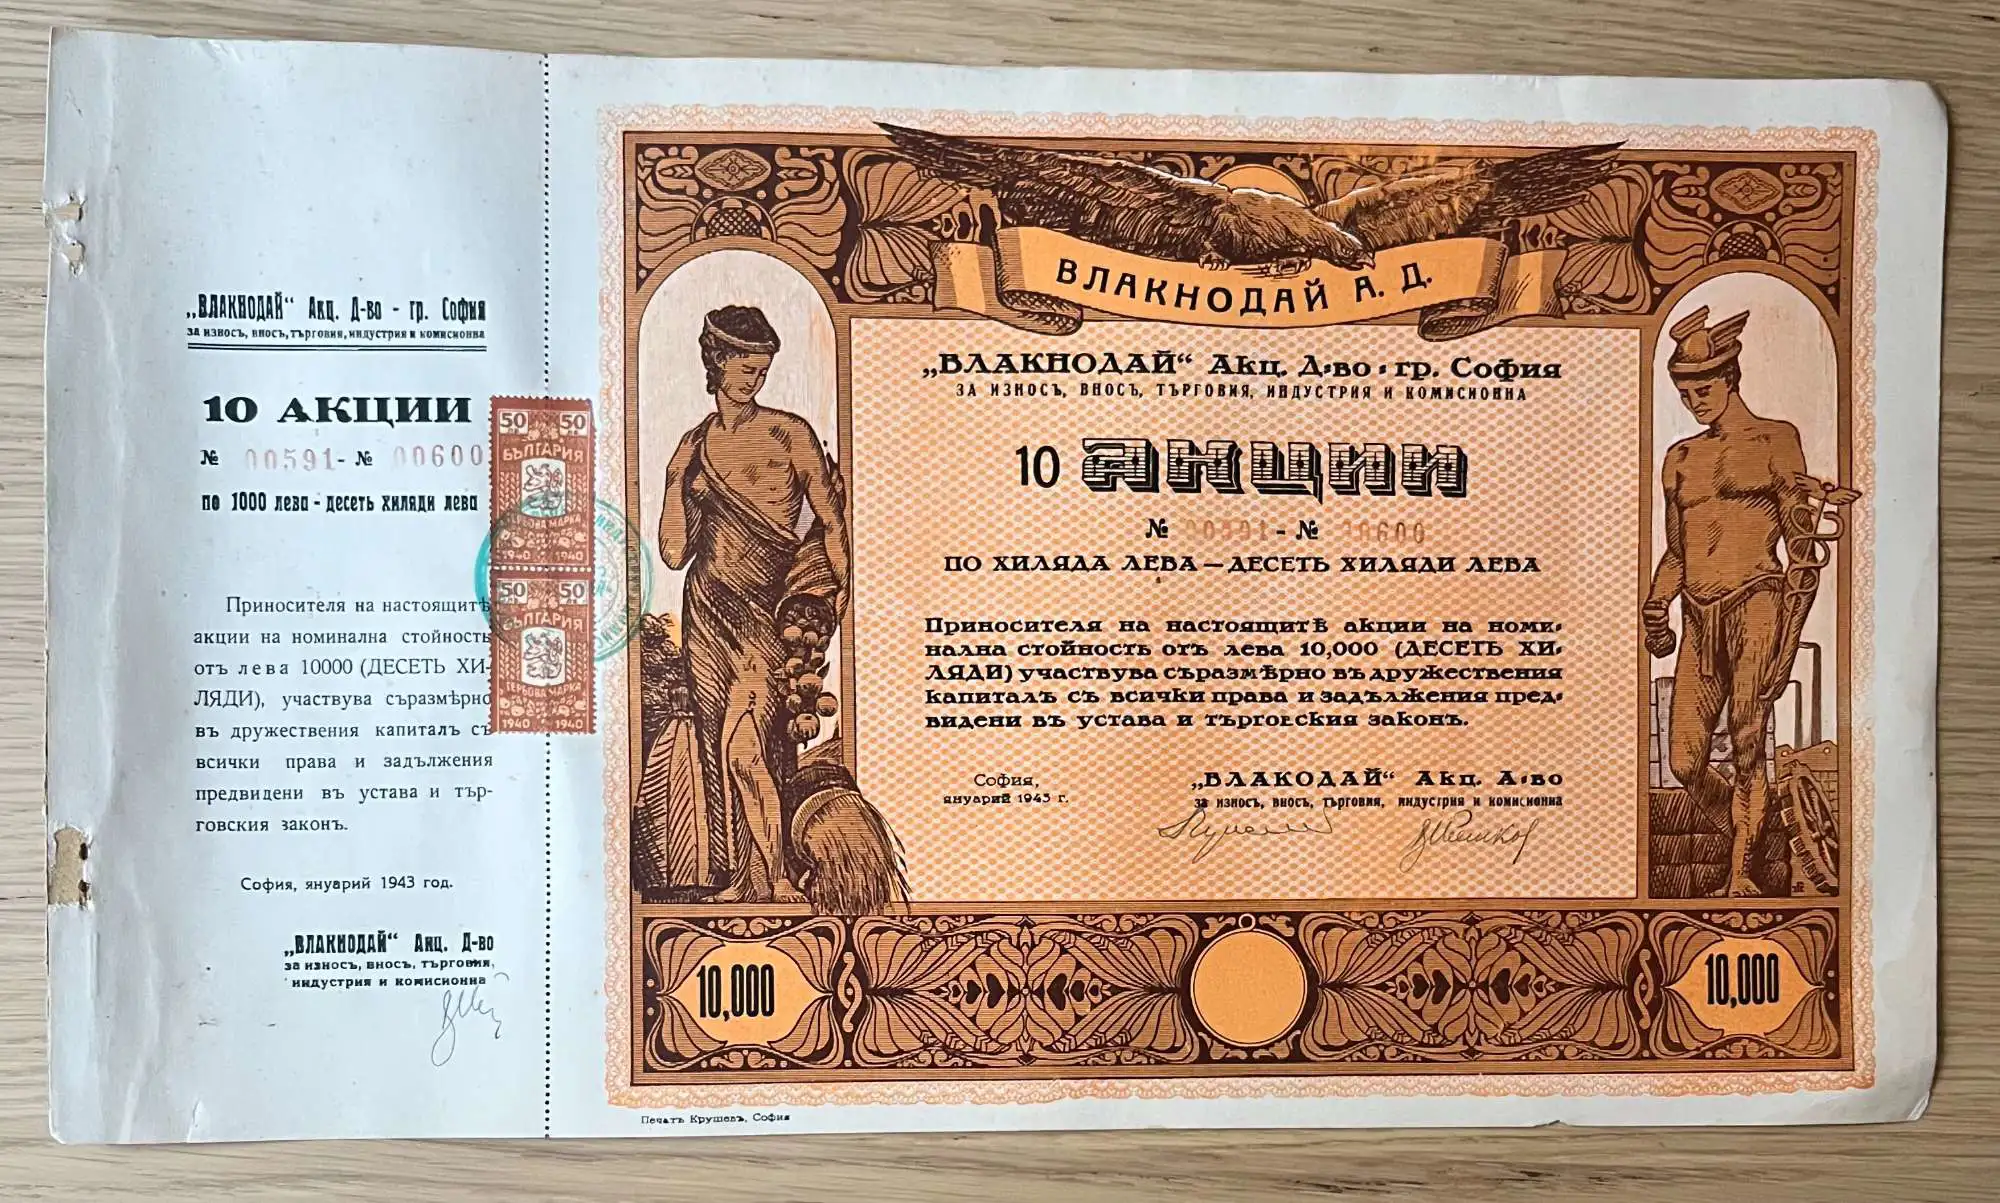 „ВЛАКНОДАЙ“ Акц. Д-во - гр. София
за износъ, вносъ, търговия, индустрия и комисионна
10 АКЦИИ
№ 00591 - № 00600
по 1000 лева - десеть хиляди лева
Приносителя на настоящитѣ
акции на номинална стойность
отъ лева 10000 (ДЕСЕТЬ ХИ-
ЛЯДИ), участвува съразмѣрно
въ дружествения капиталъ съ
всички права и задължения
предвидени въ устава и тър-
говския законъ.
София, януарий 1943 год.
„ВЛАКНОДАЙ“ Акц. Д-во
за износъ, вносъ, търговия,
индустрия и комисионна
50 50
БЪЛГАРИЯ
ГЕРБОВА МАРКА
1940 1940
50 50
БЪЛГАРИЯ
ГЕРБОВА МАРКА
1940 1940
ВЛАКНОДАЙ А. Д.
„ВЛАКНОДАЙ“ Акц. Д-во - гр. София
ЗА ИЗНОСЪ, ВНОСЪ, ТЪРГОВИЯ, ИНДУСТРИЯ И КОМИСИОННА
10 АКЦИИ
№ 00591 - № 00600
ПО ХИЛЯДА ЛЕВА — ДЕСЕТЬ ХИЛЯДИ ЛЕВА
Приносителя на настоящитѣ акции на номи-
нална стойность отъ лева 10,000 (ДЕСЕТЬ ХИ-
ЛЯДИ) участвува съразмѣрно въ дружествения
капиталъ съ всички права и задължения пред-
видени въ устава и търговския законъ.
София,
януарий 1943 г.
„ВЛАКОДАЙ“ Акц. Д-во
за износъ, вносъ, търговия, индустрия и комисионна
10,000
10,000
Печатъ Крушевъ, София